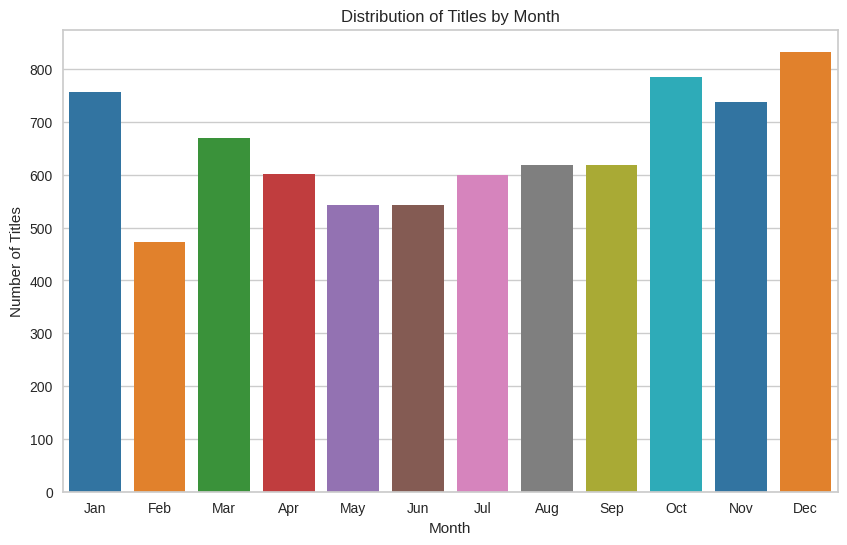 Distribution of Titles by Month
Number of Titles
800
700
600
500
400
300
200
100
0
Jan Feb Mar Apr May Jun Jul Aug Sep Oct Nov Dec
Month